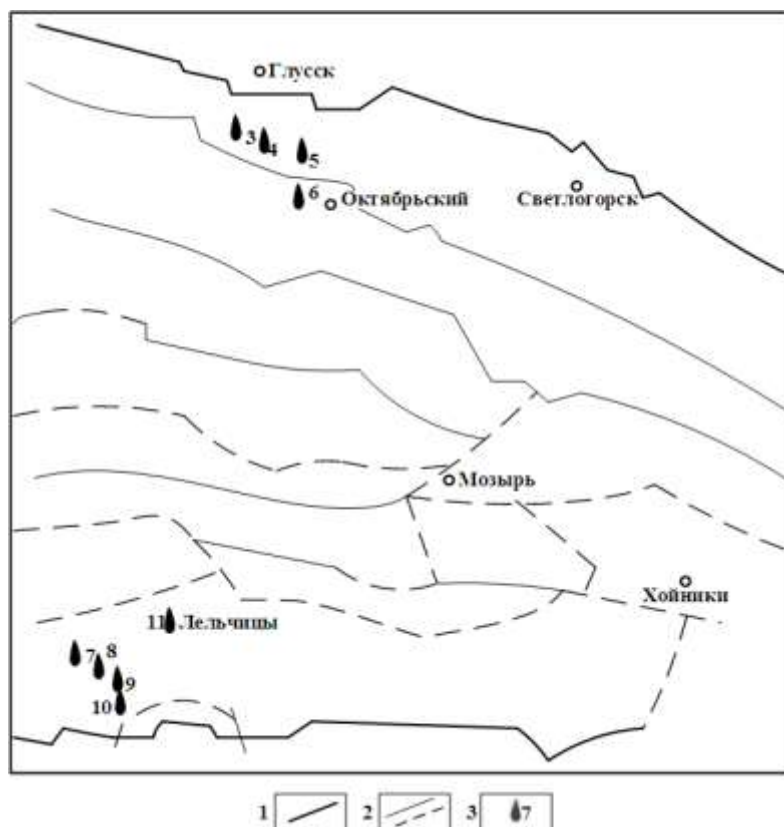 Глусск
3
4
5
6
Октябрьский
Светлогорск
Мозырь
Хойники
11 Лельчицы
7
8
9
10
1 2 3 7